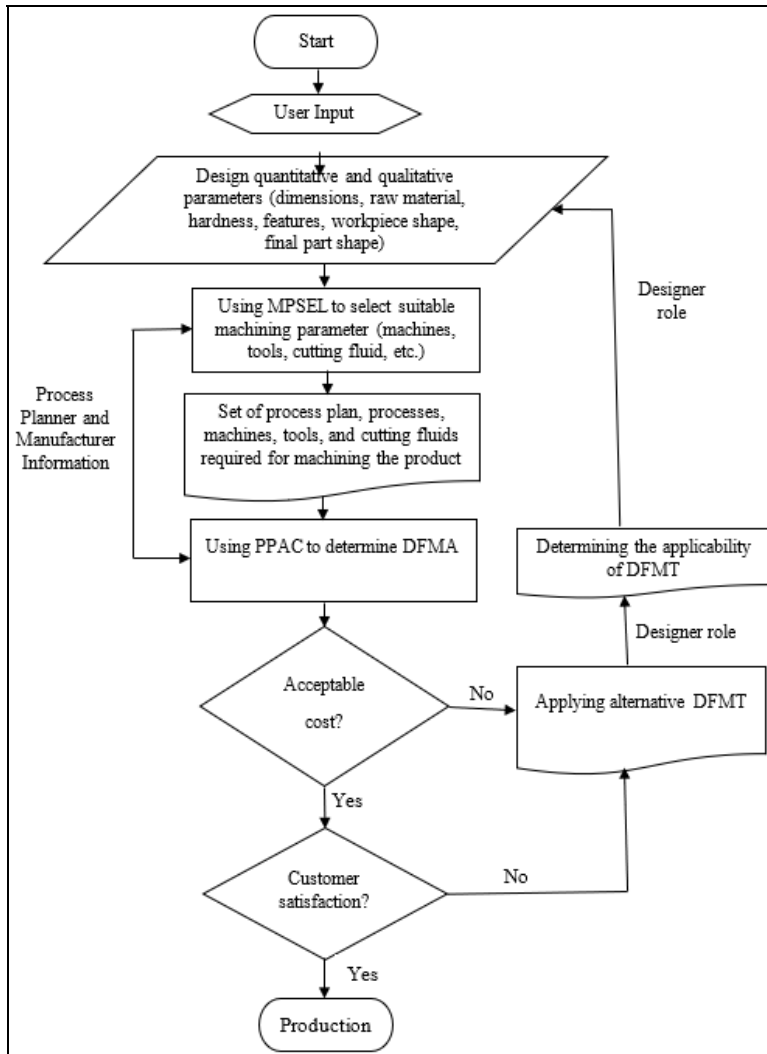 Start
User Input
Design quantitative and qualitative
parameters (dimensions, raw material,
hardness, features, workpiece shape,
final part shape)
Designer
role
Using MPSEL to select suitable
machining parameter (machines,
tools, cutting fluid, etc.)
Process
Planner and
Manufacturer
Information
Set of process plan, processes,
machines, tools, and cutting fluids
required for machining the product
Using PPAC to determine DFMA
Determining the applicability
of DFMT
Designer role
Acceptable
cost?
No
Applying alternative DFMT
Yes
Customer
satisfaction?
No
Yes
Production